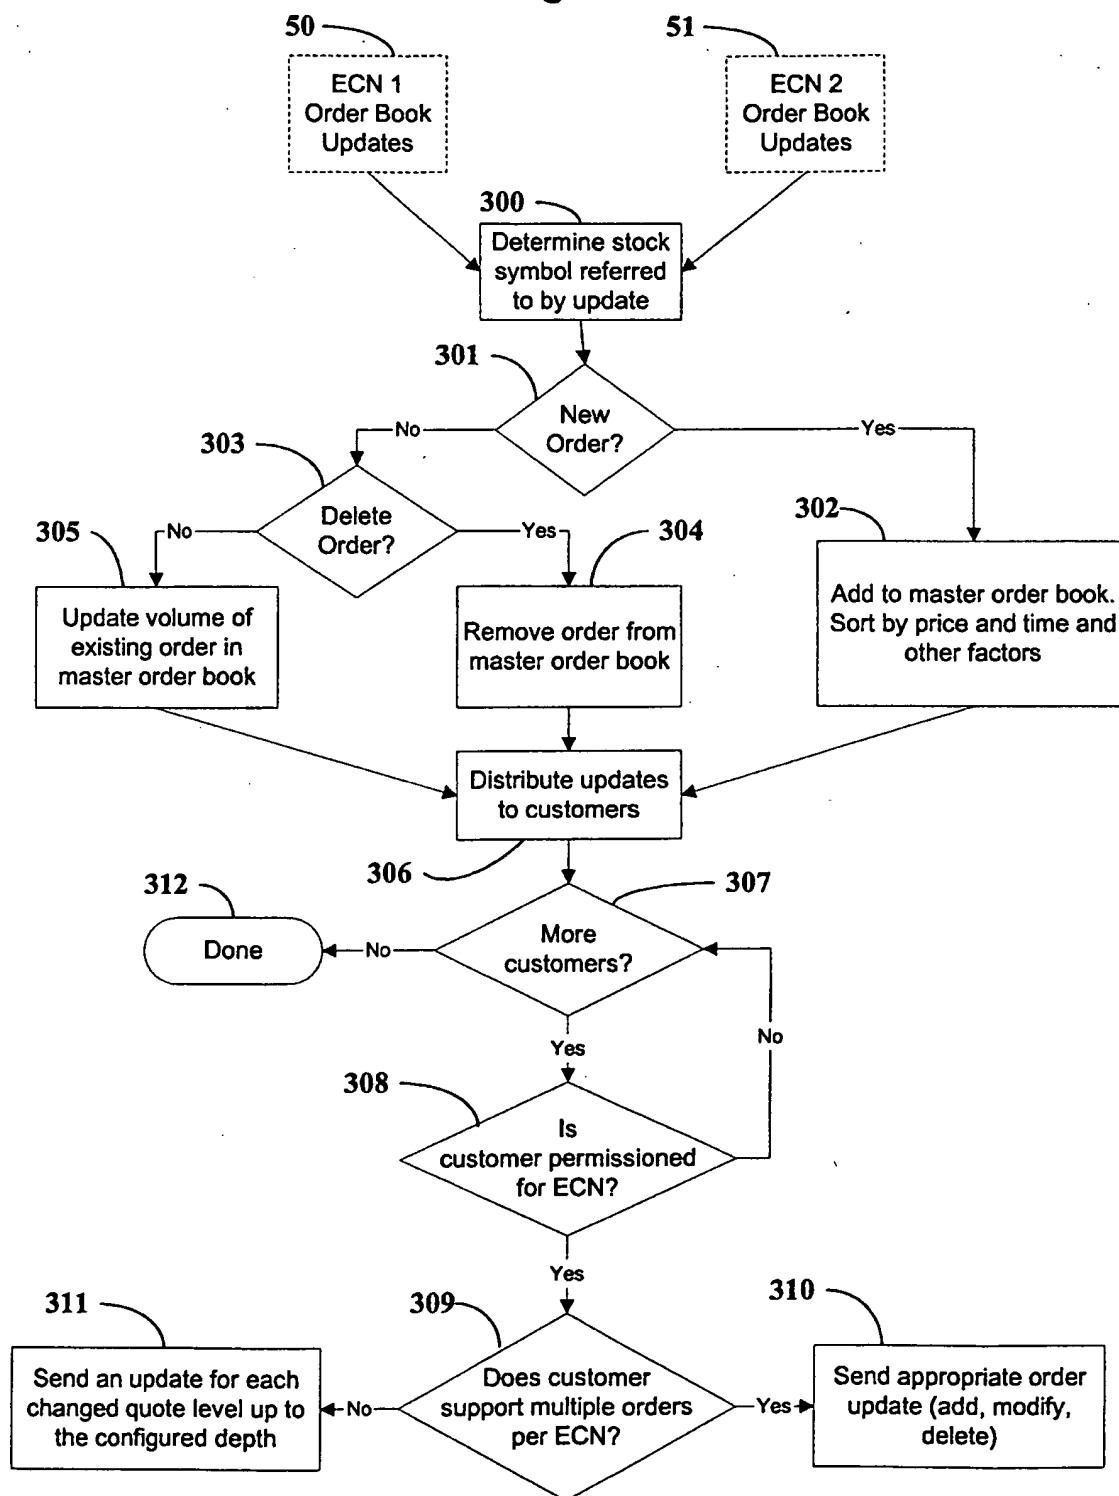 50
51
ECN 1
Order Book
Updates
ECN 2
Order Book
Updates
300
Determine stock
symbol referred
to by update
301
New
Order?
No
Yes
303
Delete
Order?
No
Yes
305
304
302
Update volume of
existing order in
master order book
Remove order from
master order book
Add to master order book.
Sort by price and time and
other factors
Distribute updates
to customers
306
307
312
Done
No
More
customers?
No
Yes
308
Is
customer permissioned
for ECN?
Yes
311
309
310
Send an update for each
changed quote level up to
the configured depth
No
Does customer
support multiple orders
per ECN?
Yes
Send appropriate order
update (add, modify,
delete)